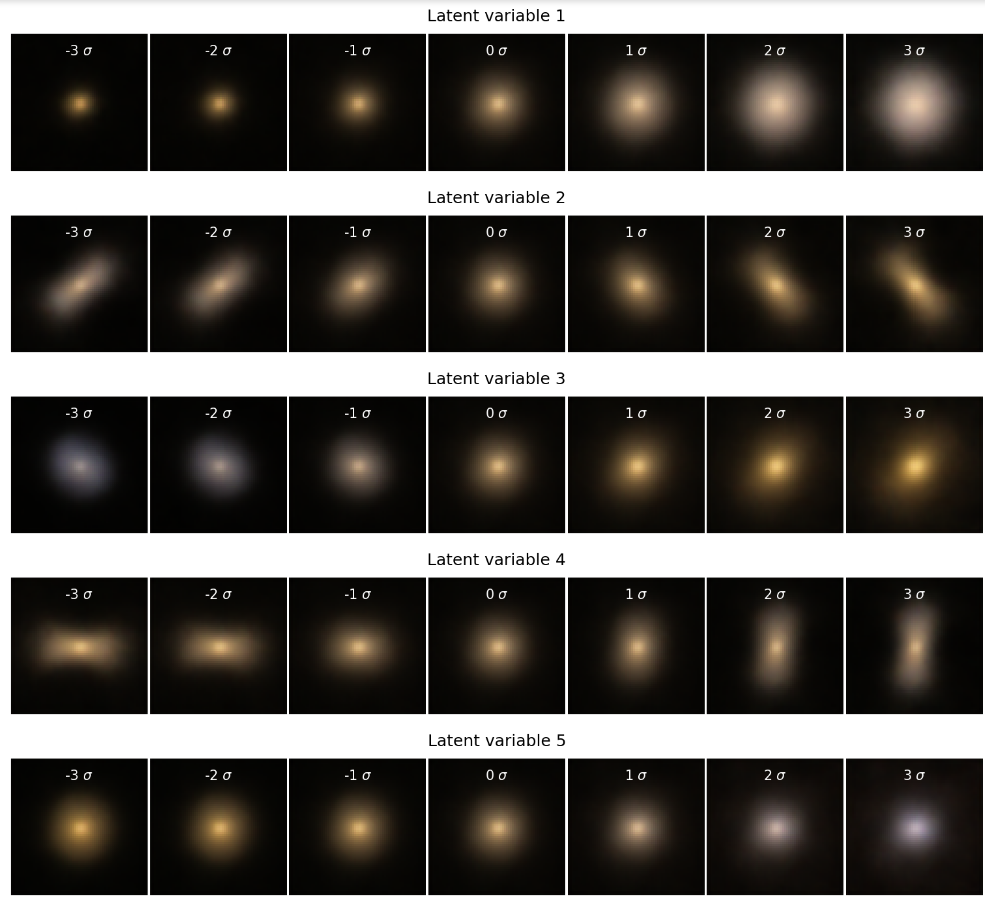 Latent variable 1
-3 σ -2 σ -1 σ 0 σ 1 σ 2 σ 3 σ
Latent variable 2
-3 σ -2 σ -1 σ 0 σ 1 σ 2 σ 3 σ
Latent variable 3
-3 σ -2 σ -1 σ 0 σ 1 σ 2 σ 3 σ
Latent variable 4
-3 σ -2 σ -1 σ 0 σ 1 σ 2 σ 3 σ
Latent variable 5
-3 σ -2 σ -1 σ 0 σ 1 σ 2 σ 3 σ